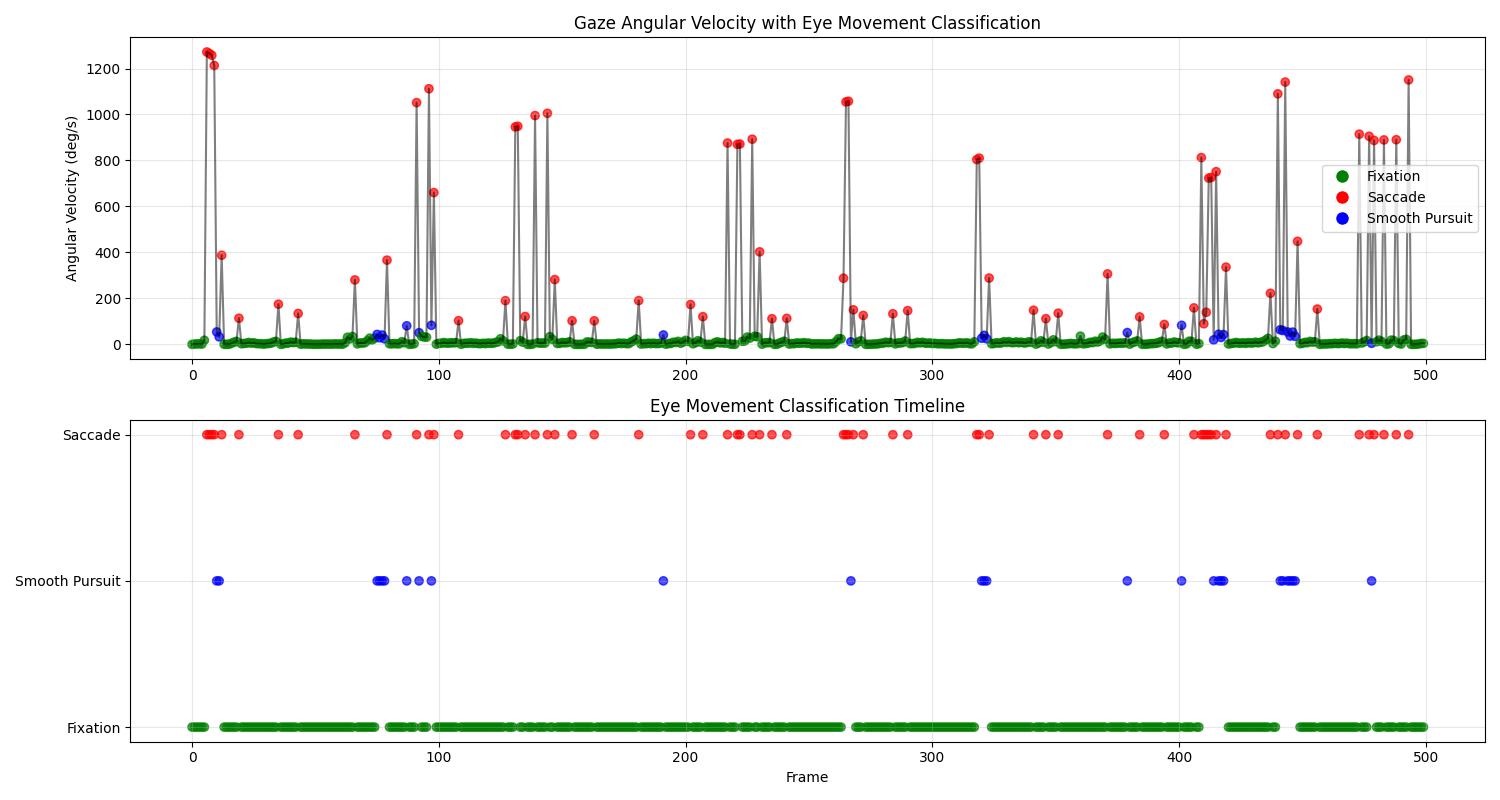 Gaze Angular Velocity with Eye Movement Classification
Angular Velocity (deg/s)
1200
1000
800
600
400
200
0
Fixation
Saccade
Smooth Pursuit
0 100 200 300 400 500
Eye Movement Classification Timeline
Saccade
Smooth Pursuit
Fixation
0 100 200 300 400 500
Frame